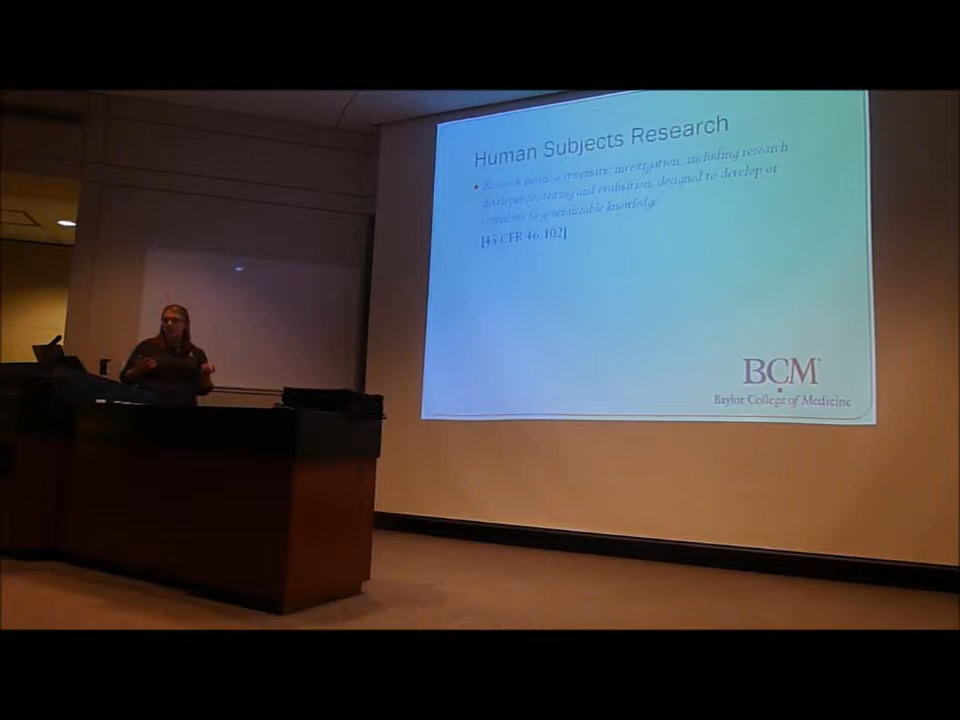 Human Subjects Research
• Research means a systematic investigation, including research
development, testing and evaluation, designed to develop or
contribute to generalizable knowledge.
[45 CFR 46.102]
BCM®
Baylor College of Medicine